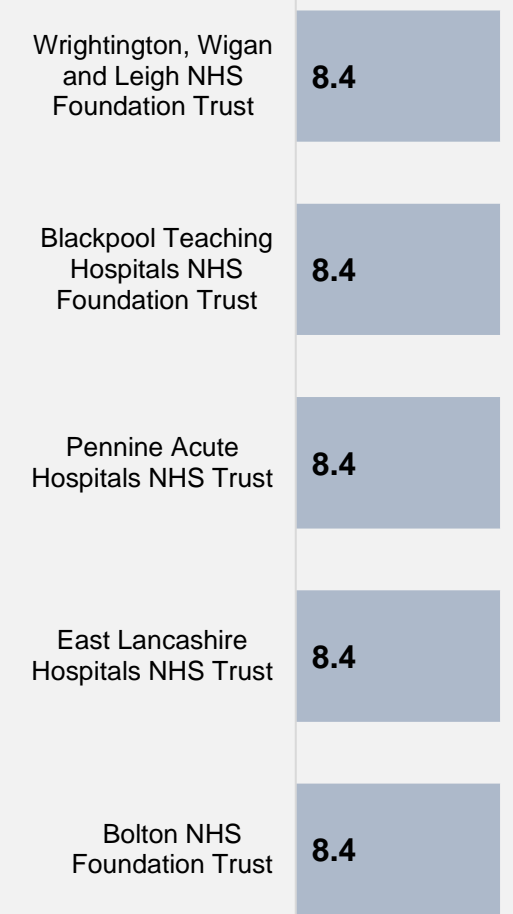 Wrightington, Wigan
and Leigh NHS
Foundation Trust
8.4
Blackpool Teaching
Hospitals NHS
Foundation Trust
8.4
Pennine Acute
Hospitals NHS Trust
8.4
East Lancashire
Hospitals NHS Trust
8.4
Bolton NHS
Foundation Trust
8.4